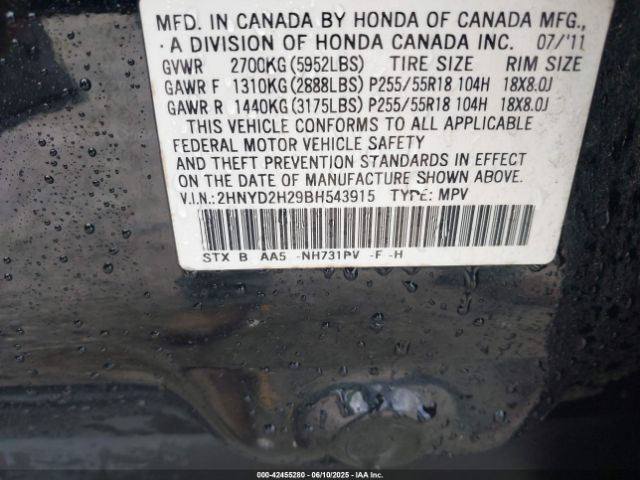 MFD. IN CANADA BY HONDA OF CANADA MFG.,
A DIVISION OF HONDA CANADA INC. 07/'11
GVWR 2700KG(5952LBS) TIRE SIZE RIM SIZE
GAWR F 1310KG(2888LBS) P255/55R18 104H 18X8.0J
GAWR R 1440KG(3175LBS) P255/55R18 104H 18X8.0J
THIS VEHICLE CONFORMS TO ALL APPLICABLE
FEDERAL MOTOR VEHICLE SAFETY
AND THEFT PREVENTION STANDARDS IN EFFECT
ON THE DATE OF MANUFACTURE SHOWN ABOVE.
V.I.N.:2HNYD2H29BH543915 TYPE: MPV
STX B AA5 -NH731PV -F -H
000-42455280 - 06/10/2025 - IAAI.COM